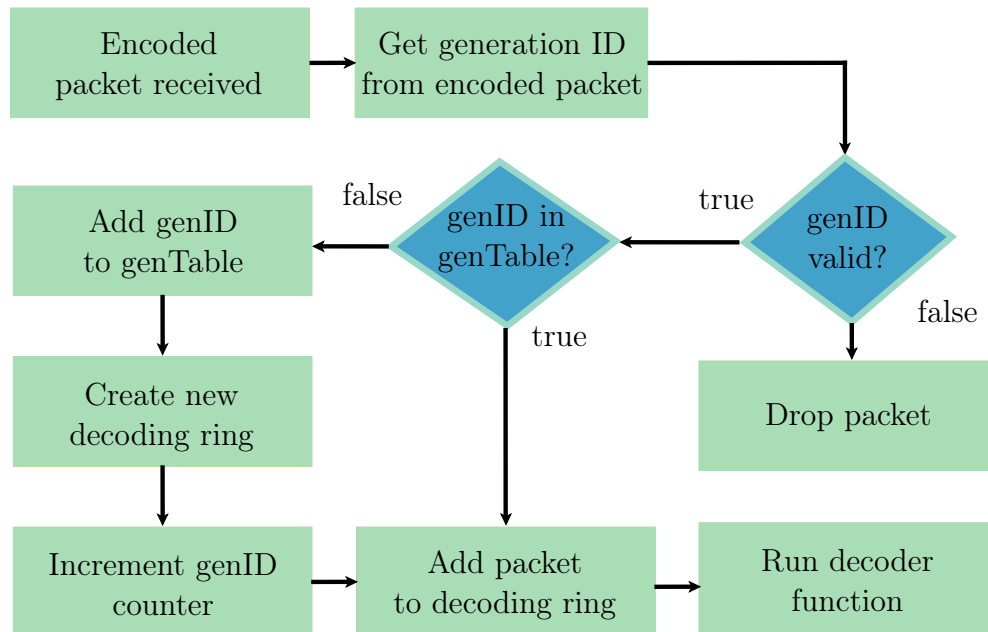 Encoded
packet received
Get generation ID
from encoded packet
false
true
Add genID
to genTable
genID in
genTable?
genID
valid?
true
false
Create new
decoding ring
Drop packet
Increment genID
counter
Add packet
to decoding ring
Run decoder
function